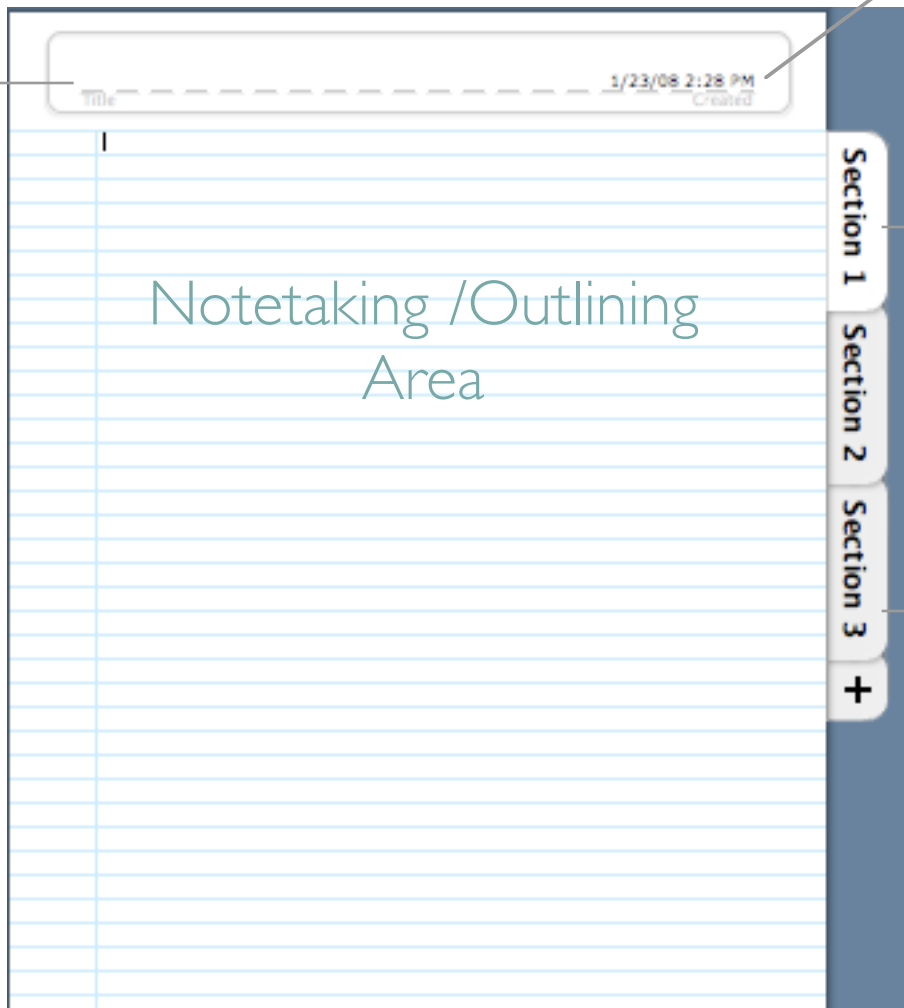 1/23/08 2:28 PM
Title
Created
Notetaking /Outlining
Area
Section 1
Section 2
Section 3
+